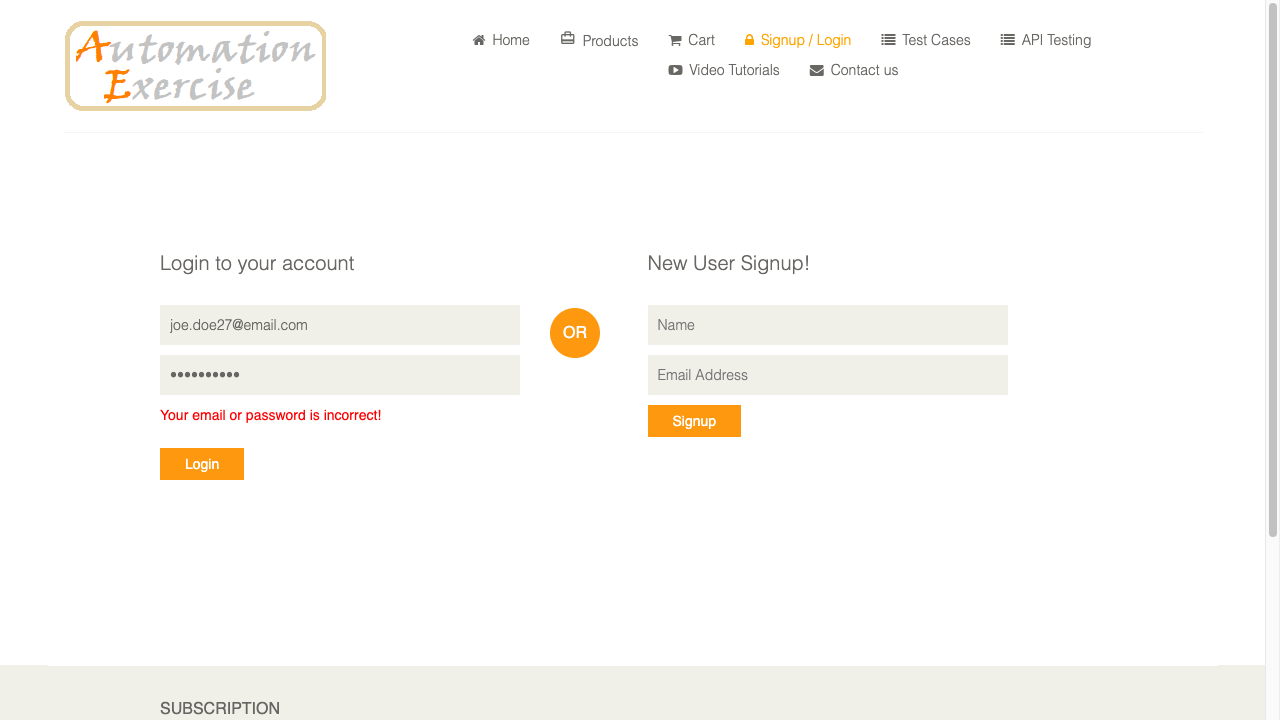 Automation
Exercise
Home Products Cart Signup / Login Test Cases API Testing
Video Tutorials Contact us
Login to your account
joe.doe27@email.com
••••••••••
Your email or password is incorrect!
Login
OR
New User Signup!
Name
Email Address
Signup
SUBSCRIPTION